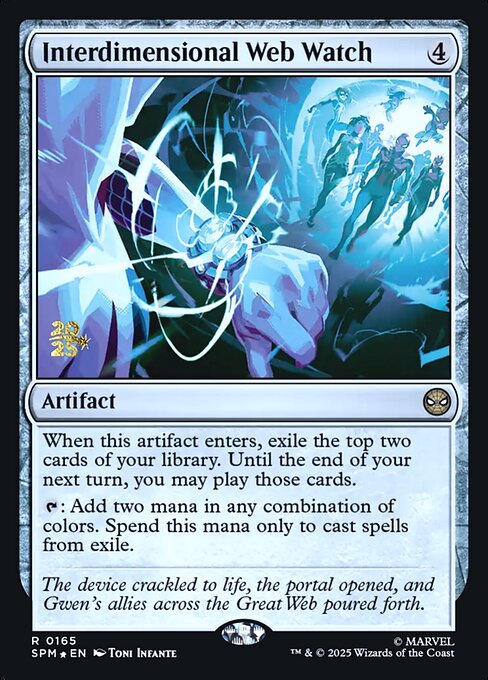 Interdimensional Web Watch 4
20
25
Artifact
When this artifact enters, exile the top two
cards of your library. Until the end of your
next turn, you may play those cards.
: Add two mana in any combination of
colors. Spend this mana only to cast spells
from exile.
The device crackled to life, the portal opened, and
Gwen's allies across the Great Web poured forth.
R 0165
SPM★EN Toni Infante
© MARVEL
™ & © 2025 Wizards of the Coast